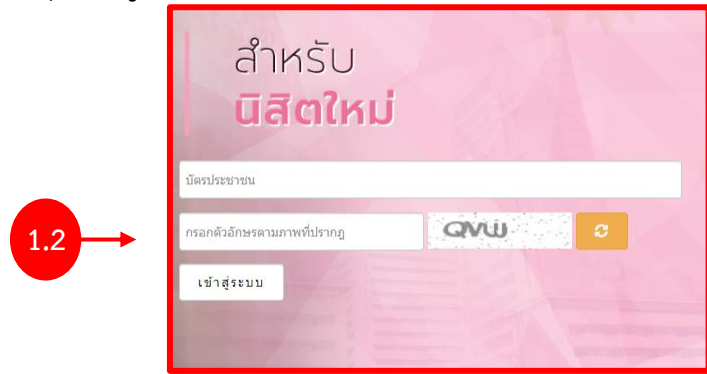 สำหรับ
นิสิตใหม่
บัตรประชาชน
กรอกตัวอักษรตามภาพที่ปรากฎ
1.2
เข้าสู่ระบบ